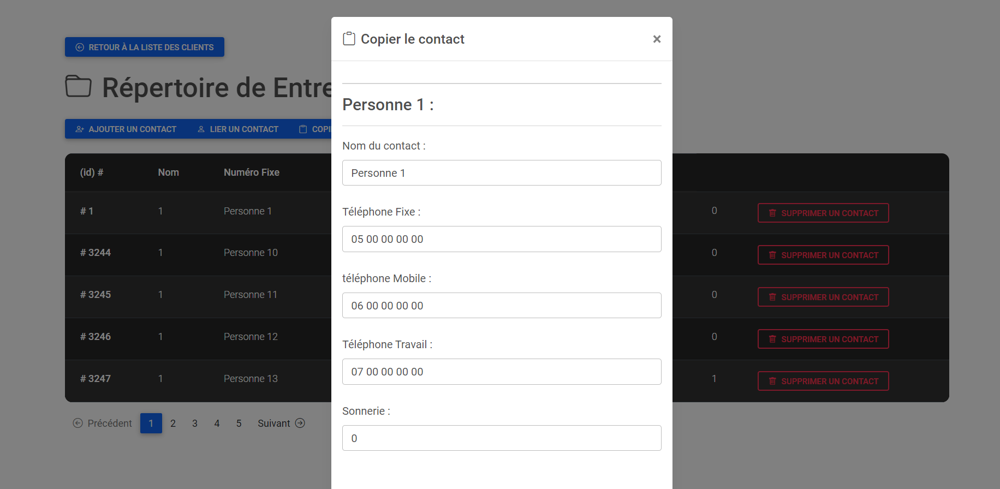 RETOUR À LA LISTE DES CLIENTS
Répertoire de Entre
AJOUTER UN CONTACT LIER UN CONTACT COPI
(id) # Nom Numéro Fixe
# 1 1 Personne 1 0 SUPPRIMER UN CONTACT
# 3244 1 Personne 10 0 SUPPRIMER UN CONTACT
# 3245 1 Personne 11 0 SUPPRIMER UN CONTACT
# 3246 1 Personne 12 0 SUPPRIMER UN CONTACT
# 3247 1 Personne 13 1 SUPPRIMER UN CONTACT
Précédent 1 2 3 4 5 Suivant
Copier le contact ×
Personne 1 :
Nom du contact :
Personne 1
Téléphone Fixe :
05 00 00 00 00
téléphone Mobile :
06 00 00 00 00
Téléphone Travail :
07 00 00 00 00
Sonnerie :
0